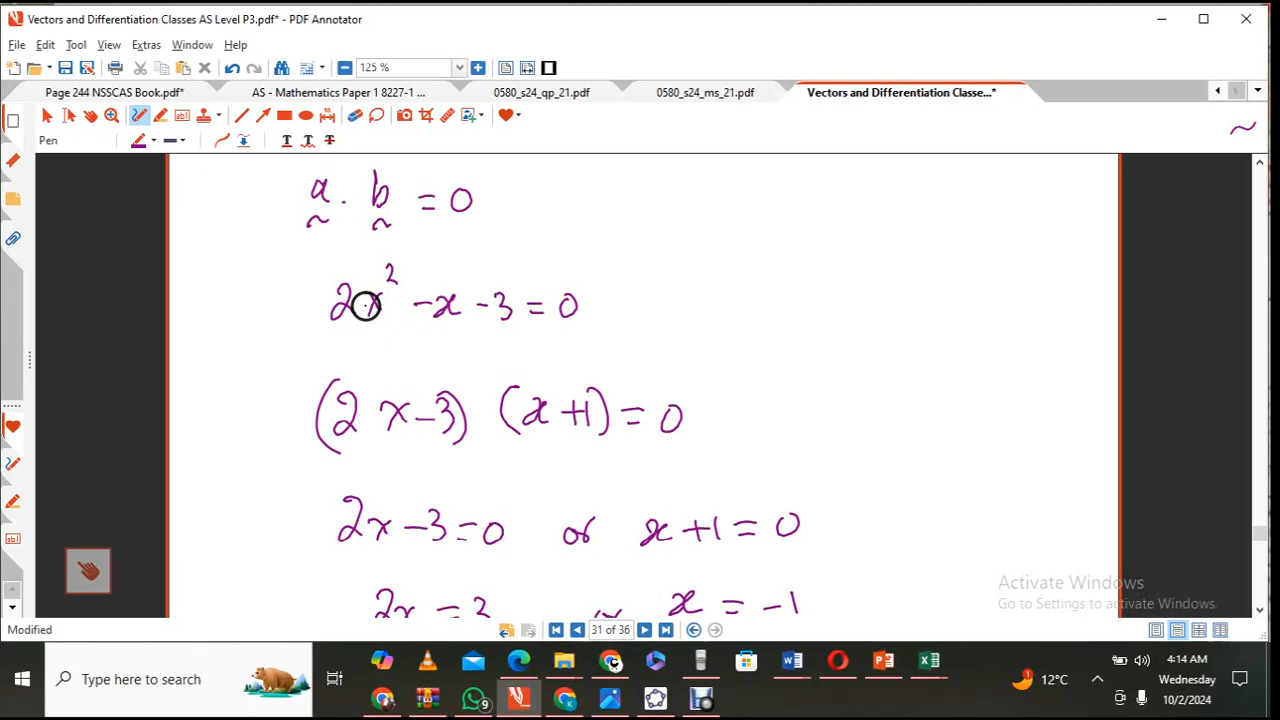 Vectors and Differentiation Classes AS Level P3.pdf* - PDF Annotator
File Edit Tool View Extras Window Help
125 %
Page 244 NSSCAS Book.pdf* AS - Mathematics Paper 1 8227-1 ... 0580_s24_qp_21.pdf 0580_s24_ms_21.pdf Vectors and Differentiation Classe...*
Pen
a . b = 0
2x² - x - 3 = 0
(2x - 3) (x + 1) = 0
2x - 3 = 0 or x + 1 = 0
2x = 3 or x = -1
Activate Windows
Go to Settings to activate Windows.
Modified
31 of 36
Type here to search
9
12°C
4:14 AM
Wednesday
10/2/2024